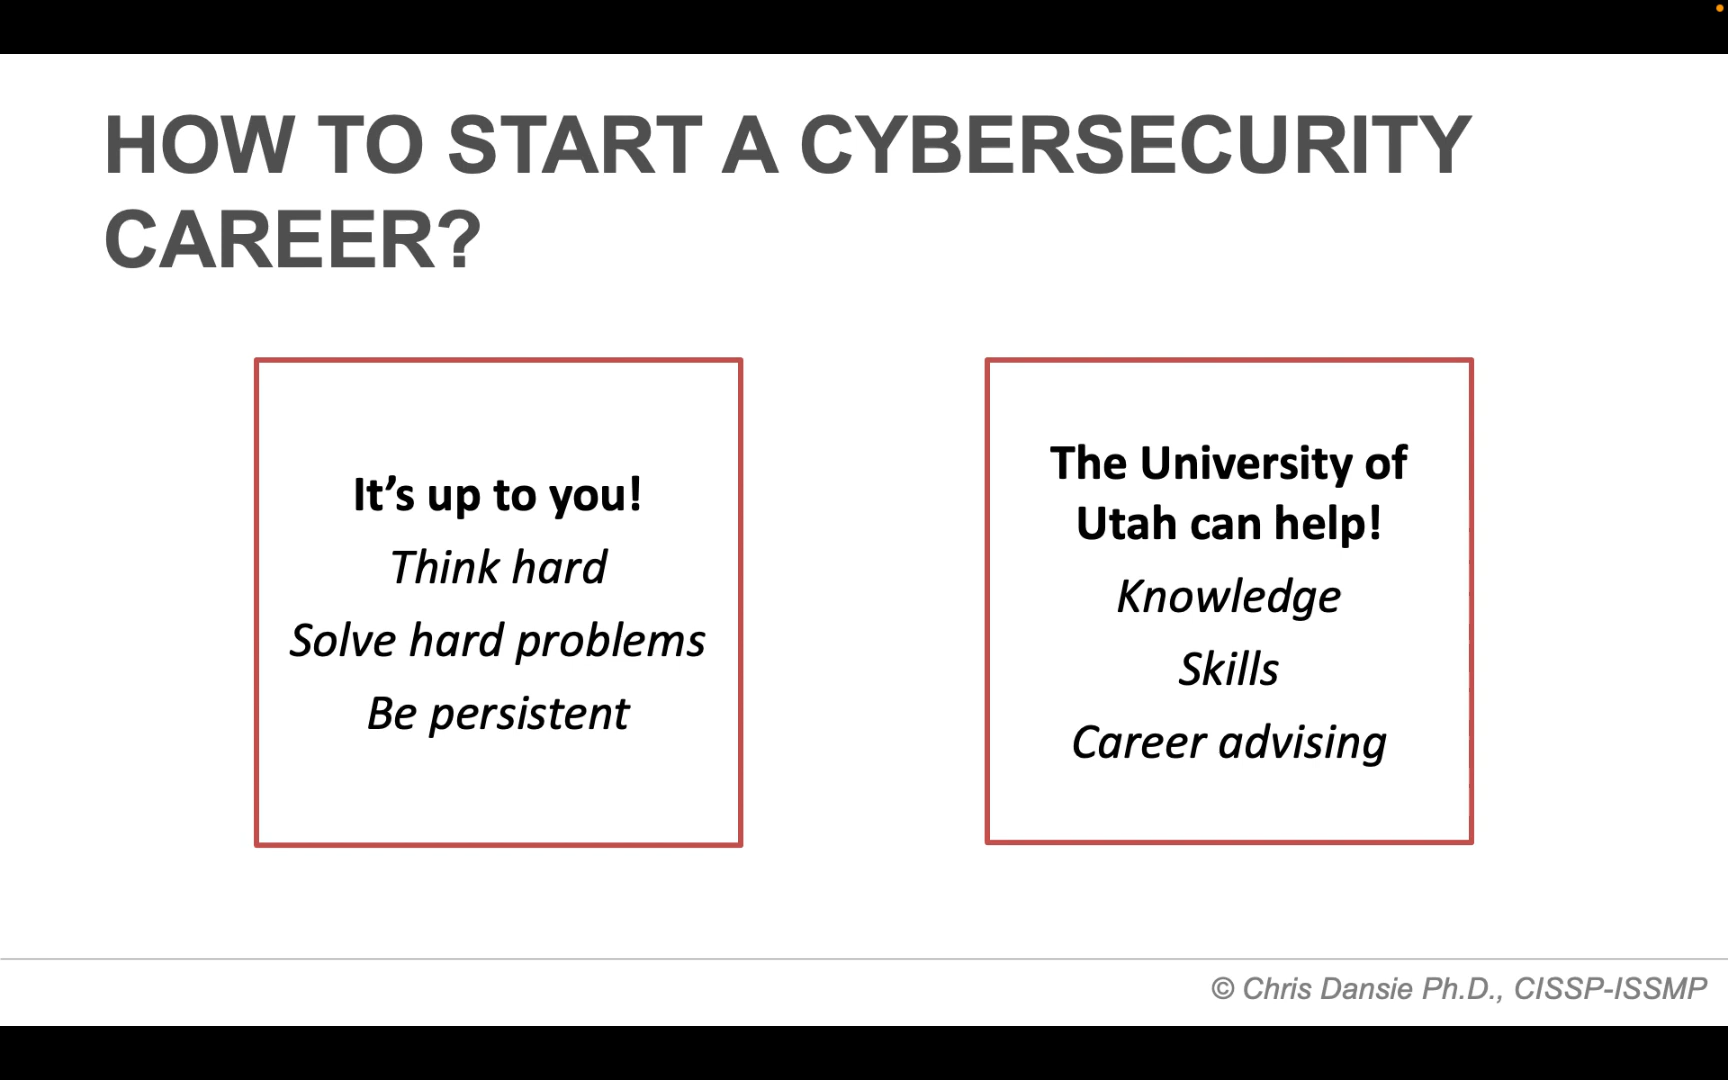 HOW TO START A CYBERSECURITY
CAREER?
It’s up to you!
Think hard
Solve hard problems
Be persistent
The University of
Utah can help!
Knowledge
Skills
Career advising
© Chris Dansie Ph.D., CISSP-ISSMP